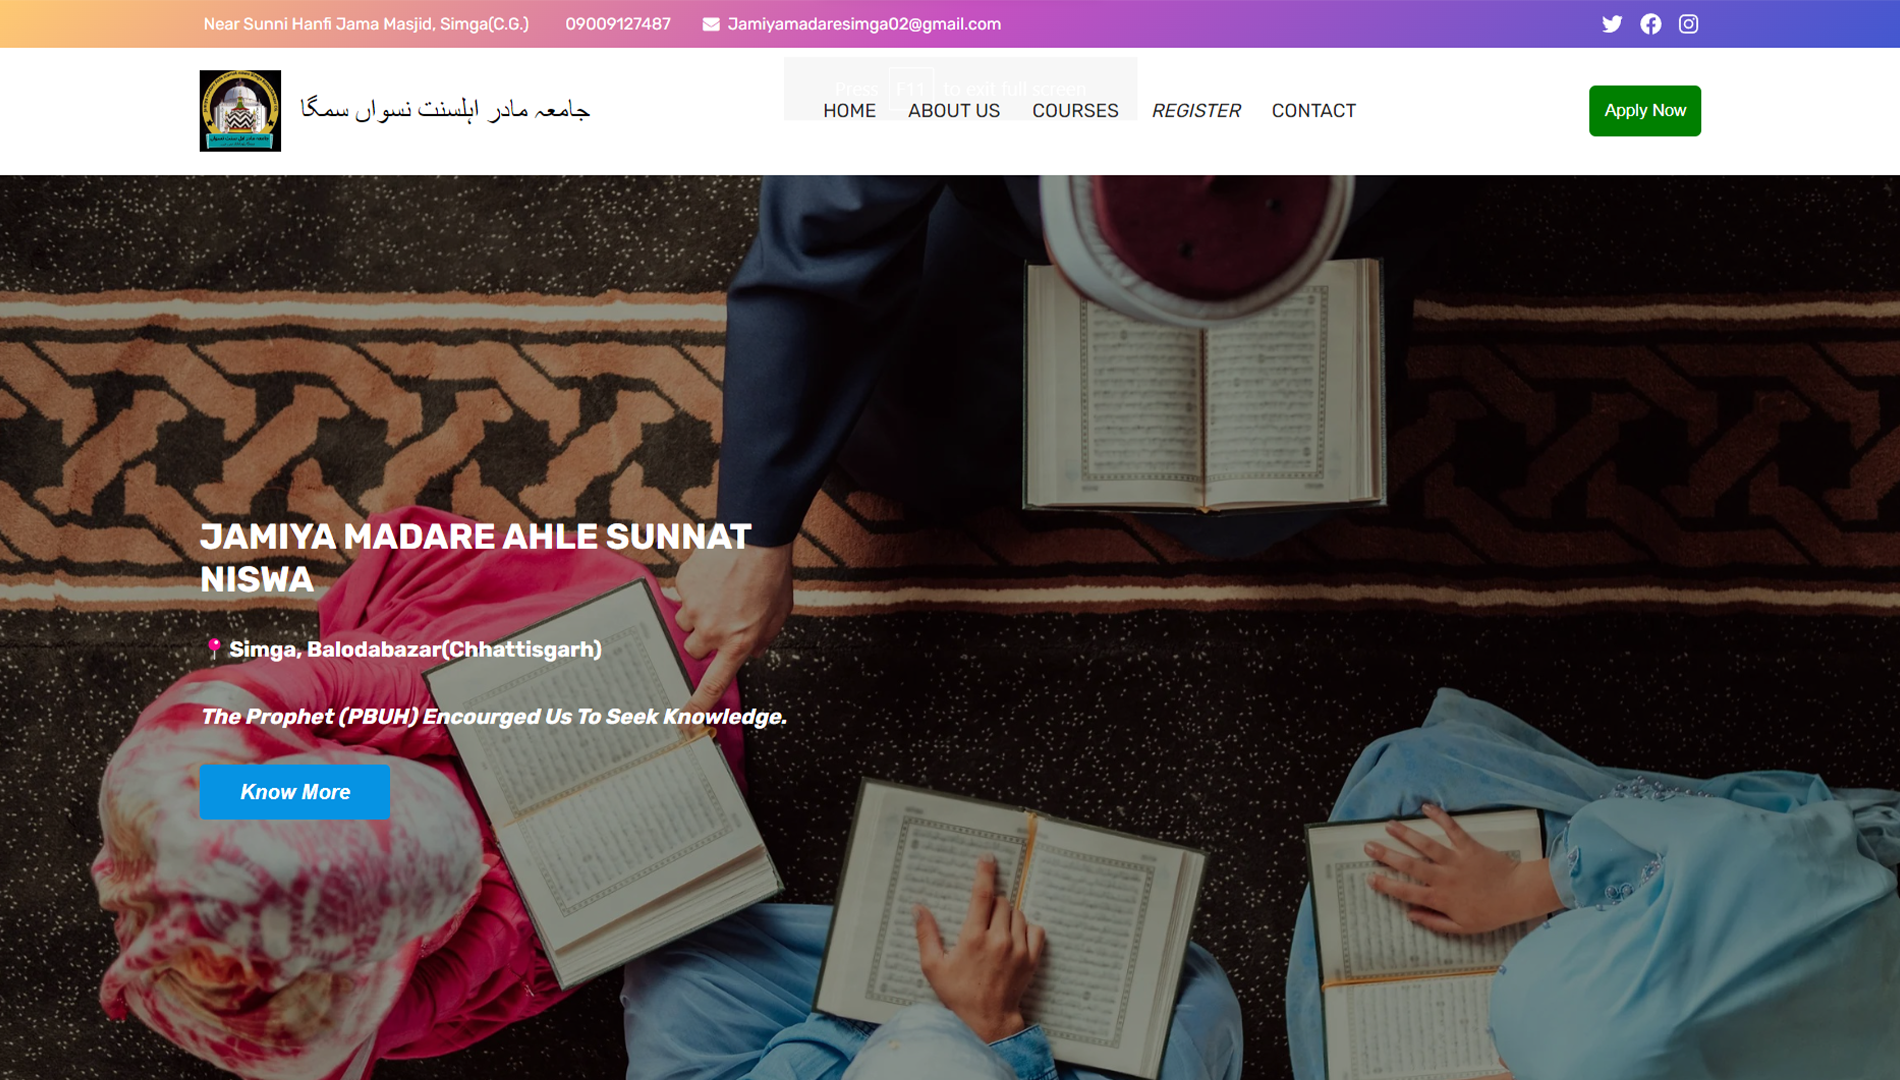 Near Sunni Hanfi Jama Masjid, Simga(C.G.) 09009127487 Jamiyamadaresimga02@gmail.com
جامعہ مادر اہلسنت نسواں سمگا
Press F11 to exit full screen
HOME ABOUT US COURSES REGISTER CONTACT
Apply Now
JAMIYA MADARE AHLE SUNNAT
NISWA
Simga, Balodabazar(Chhattisgarh)
The Prophet (PBUH) Encourged Us To Seek Knowledge.
Know More